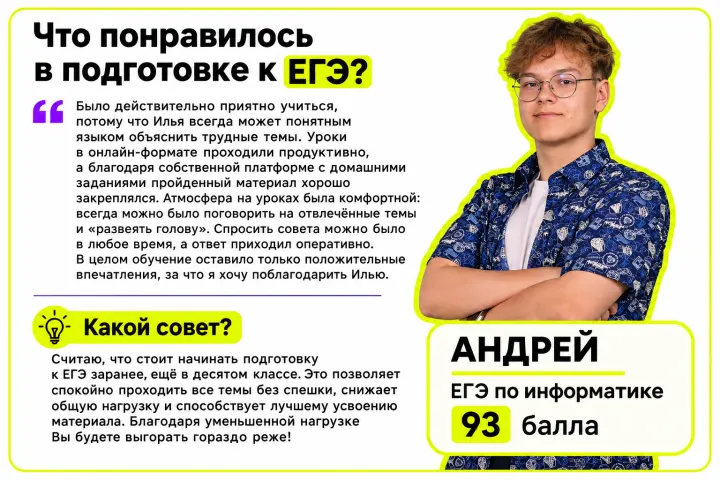 Что понравилось
в подготовке к ЕГЭ?
Было действительно приятно учиться,
потому что Илья всегда может понятным
языком объяснить трудные темы. Уроки
в онлайн-формате проходили продуктивно,
а благодаря собственной платформе с домашними
заданиями пройденный материал хорошо
закреплялся. Атмосфера на уроках была комфортной:
всегда можно было поговорить на отвлечённые темы
и «развеять голову». Спросить совета можно было
в любое время, а ответ приходил оперативно.
В целом обучение оставило только положительные
впечатления, за что я хочу поблагодарить Илью.
Какой совет?
Считаю, что стоит начинать подготовку
к ЕГЭ заранее, ещё в десятом классе. Это позволяет
спокойно проходить все темы без спешки, снижает
общую нагрузку и способствует лучшему усвоению
материала. Благодаря уменьшенной нагрузке
Вы будете выгорать гораздо реже!
АНДРЕЙ
ЕГЭ по информатике
93 балла